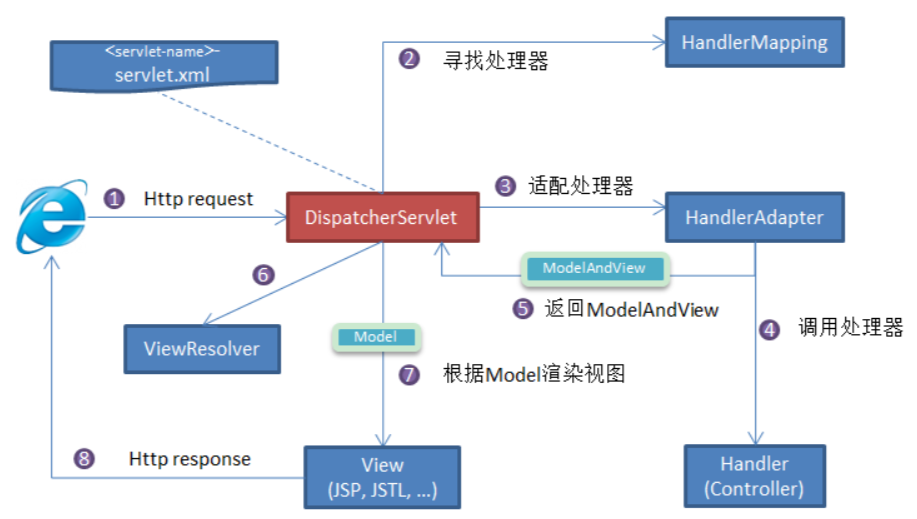 <servlet-name>-
servlet.xml
2 寻找处理器
HandlerMapping
1 Http request
DispatcherServlet
3 适配处理器
HandlerAdapter
ModelAndView
5 返回ModelAndView
4 调用处理器
6
ViewResolver
Model
7 根据Model渲染视图
8 Http response
View
(JSP, JSTL, ...)
Handler
(Controller)